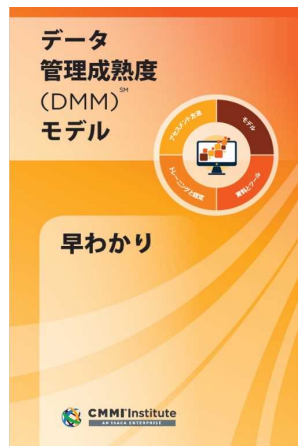 データ
管理成熟度
(DMM)℠
モデル
アセスメント方法
モデル
トレーニングと認定
資料とツール
早わかり
CMMI Institute
AN ISACA ENTERPRISE